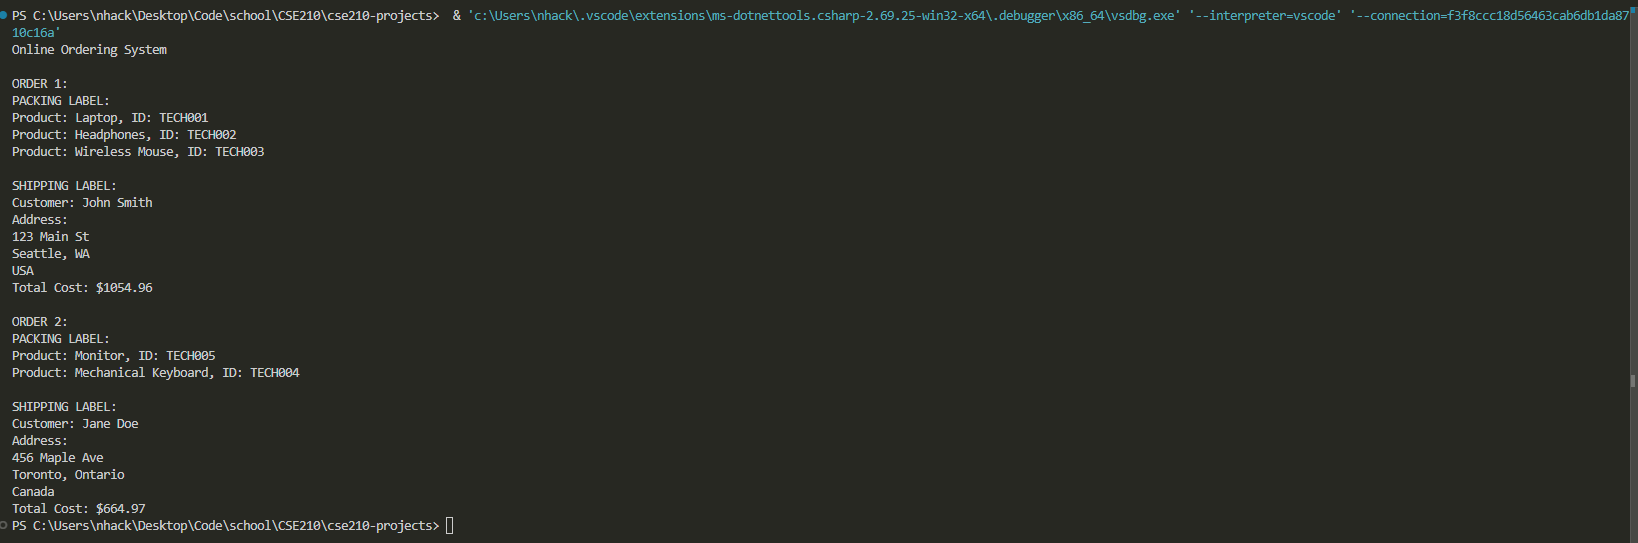 PS C:\Users\nhack\Desktop\Code\school\CSE210\cse210-projects>  & 'c:\Users\nhack\.vscode\extensions\ms-dotnettools.csharp-2.69.25-win32-x64\.debugger\x86_64\vsdbg.exe' '--interpreter=vscode' '--connection=f3f8ccc18d56463cab6db1da87
10c16a'
Online Ordering System

ORDER 1:
PACKING LABEL:
Product: Laptop, ID: TECH001
Product: Headphones, ID: TECH002
Product: Wireless Mouse, ID: TECH003

SHIPPING LABEL:
Customer: John Smith
Address:
123 Main St
Seattle, WA
USA
Total Cost: $1054.96

ORDER 2:
PACKING LABEL:
Product: Monitor, ID: TECH005
Product: Mechanical Keyboard, ID: TECH004

SHIPPING LABEL:
Customer: Jane Doe
Address:
456 Maple Ave
Toronto, Ontario
Canada
Total Cost: $664.97
PS C:\Users\nhack\Desktop\Code\school\CSE210\cse210-projects>